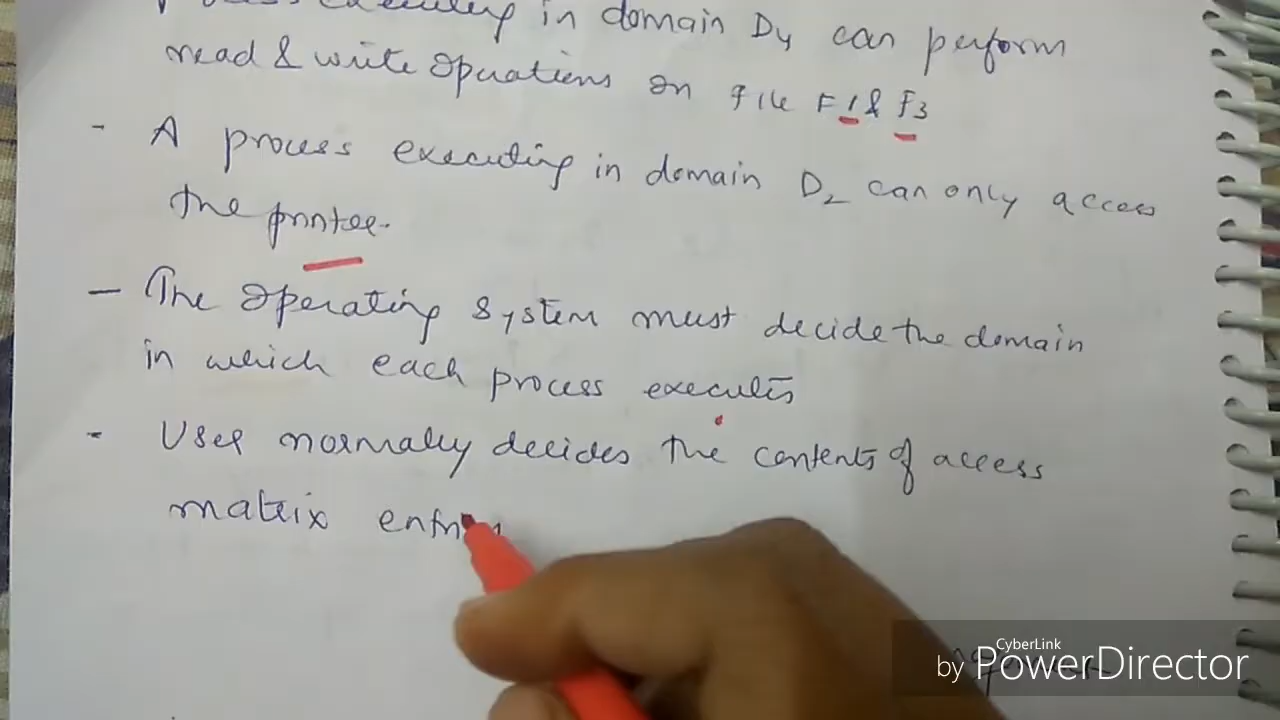 Process executing in domain D4 can perform
read & write operations on file F1 & F3
- A process executing in domain D2 can only access
the printer.
- The operating system must decide the domain
in which each process executes
- User normally decides the contents of access
matrix
CyberLink
by PowerDirector